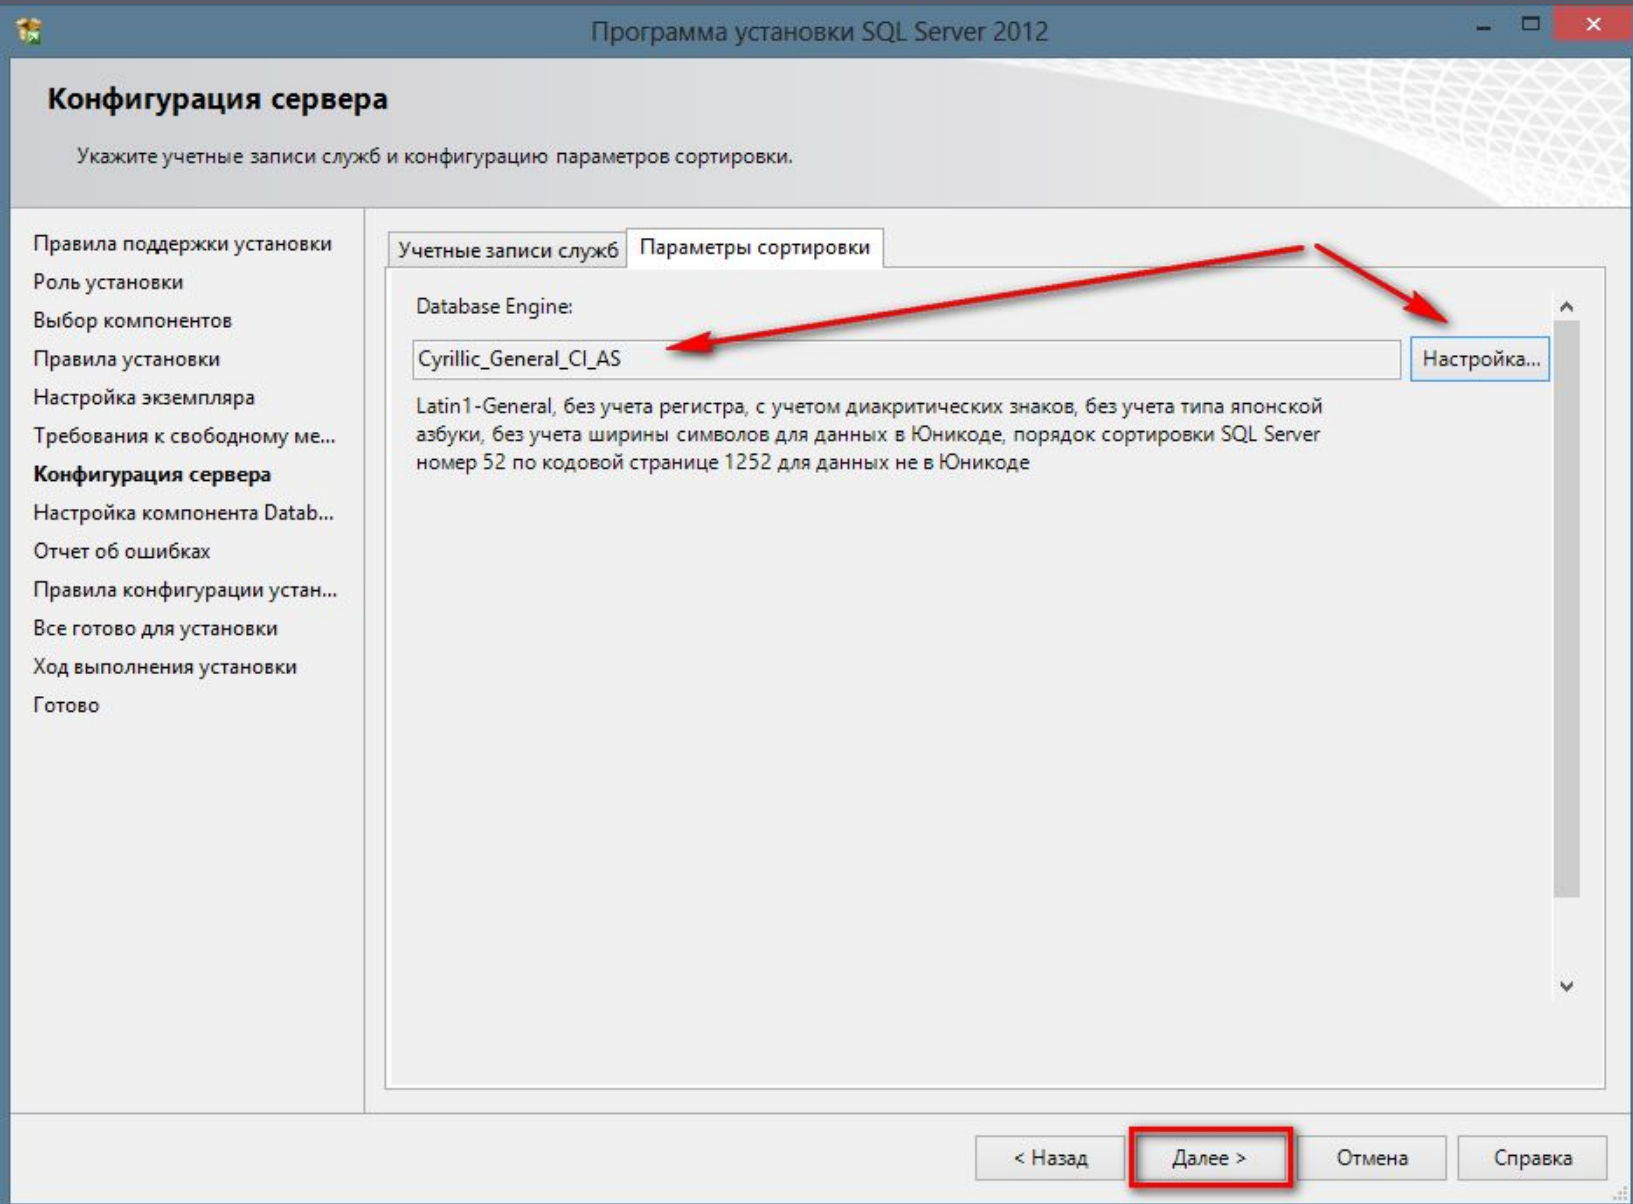 Программа установки SQL Server 2012
Конфигурация сервера
Укажите учетные записи служб и конфигурацию параметров сортировки.
Правила поддержки установки
Роль установки
Выбор компонентов
Правила установки
Настройка экземпляра
Требования к свободному ме...
Конфигурация сервера
Настройка компонента Datab...
Отчет об ошибках
Правила конфигурации устан...
Все готово для установки
Ход выполнения установки
Готово
Учетные записи служб
Параметры сортировки
Database Engine:
Cyrillic_General_CI_AS
Настройка...
Latin1-General, без учета регистра, с учетом диакритических знаков, без учета типа японской
азбуки, без учета ширины символов для данных в Юникоде, порядок сортировки SQL Server
номер 52 по кодовой странице 1252 для данных не в Юникоде
< Назад
Далее >
Отмена
Справка